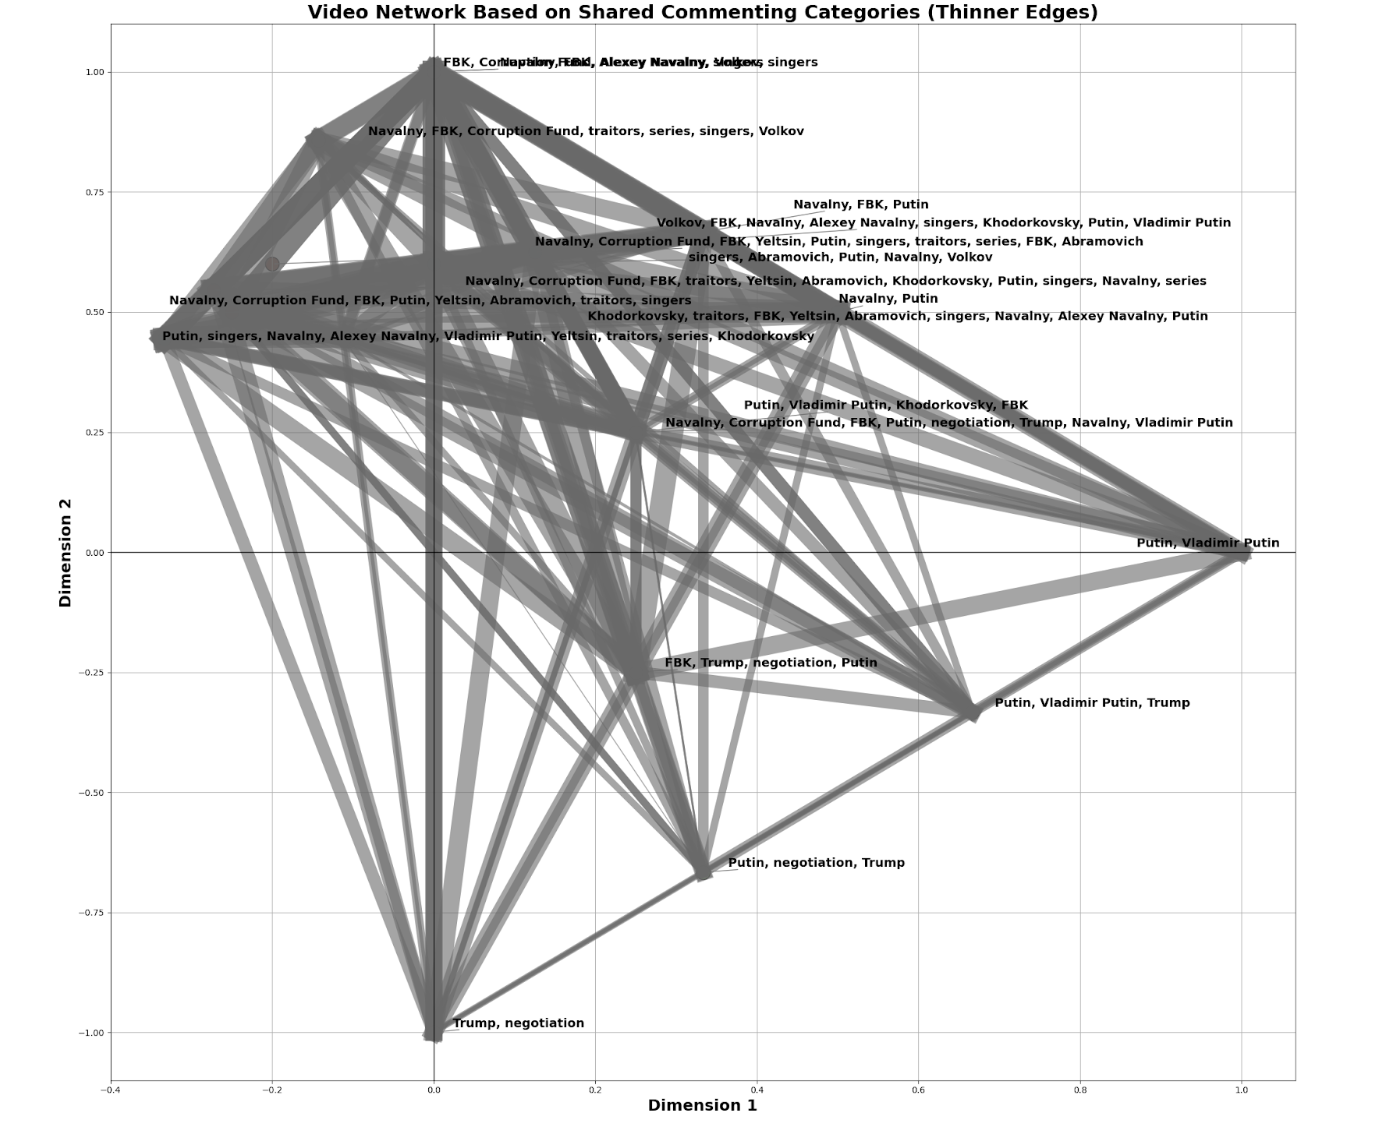 Video Network Based on Shared Commenting Categories (Thinner Edges)
1.00
Navalny, FBK, Corruption Fund, traitors, series, singers, Volkov
0.75
Navalny, FBK, Putin
Volkov, FBK, Navalny, Alexey Navalny, singers, Khodorkovsky, Putin, Vladimir Putin
Navalny, Corruption Fund, FBK, Yeltsin, Putin, singers, traitors, series, FBK, Abramovich
singers, Abramovich, Putin, Navalny, Volkov
Navalny, Corruption Fund, FBK, traitors, Yeltsin, Abramovich, Khodorkovsky, Putin, singers, Navalny, series
Navalny, Corruption Fund, FBK, Putin, Yeltsin, Abramovich, traitors, singers
Navalny, Putin
0.50
Khodorkovsky, traitors, FBK, Yeltsin, Abramovich, singers, Navalny, Alexey Navalny, Putin
Putin, singers, Navalny, Alexey Navalny, Vladimir Putin, Yeltsin, traitors, series, Khodorkovsky
Putin, Vladimir Putin, Khodorkovsky, FBK
Navalny, Corruption Fund, FBK, Putin, negotiation, Trump, Navalny, Vladimir Putin
0.25
Putin, Vladimir Putin
0.00
Dimension 2
FBK, Trump, negotiation, Putin
−0.25
Putin, Vladimir Putin, Trump
−0.50
Putin, negotiation, Trump
−0.75
Trump, negotiation
−1.00
−0.4 −0.2 0.0 0.2 0.4 0.6 0.8 1.0
Dimension 1